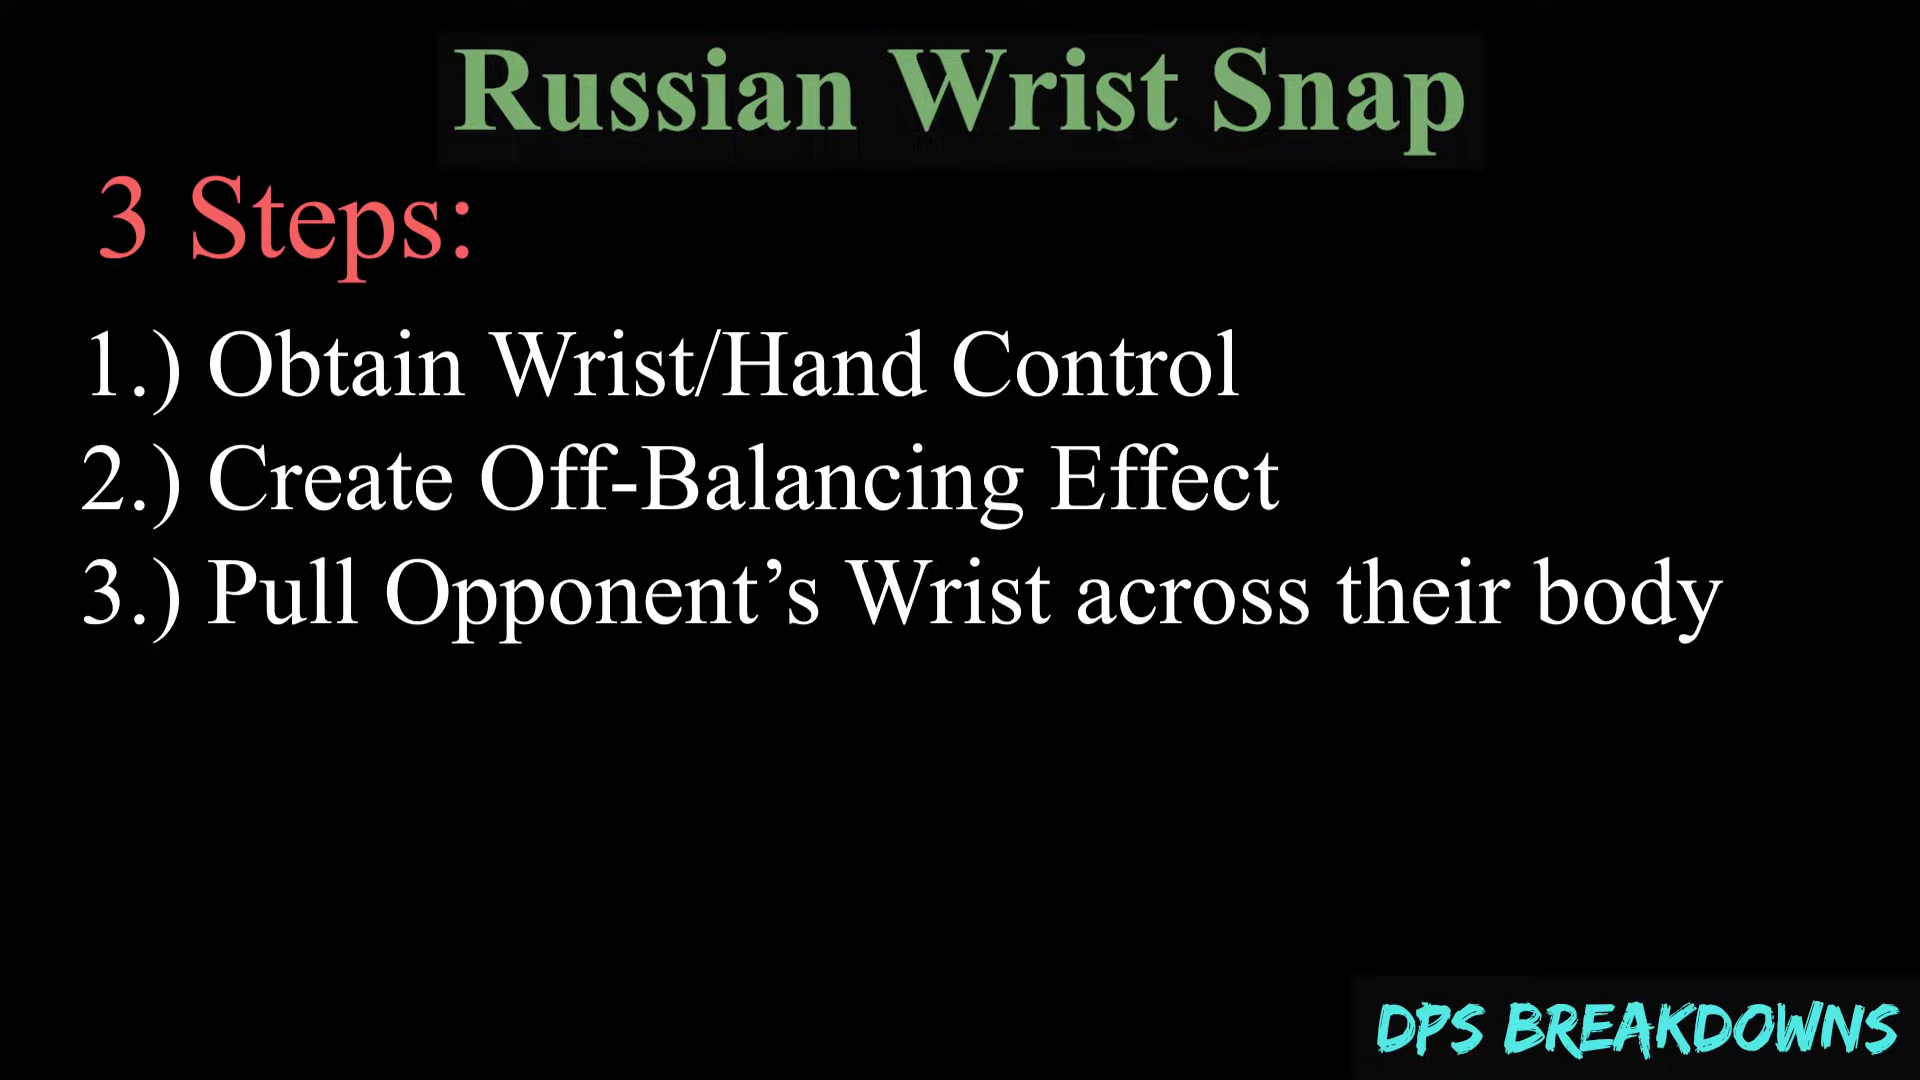 Russian Wrist Snap
3 Steps:
1.) Obtain Wrist/Hand Control
2.) Create Off-Balancing Effect
3.) Pull Opponent’s Wrist across their body
DPS BREAKDOWNS